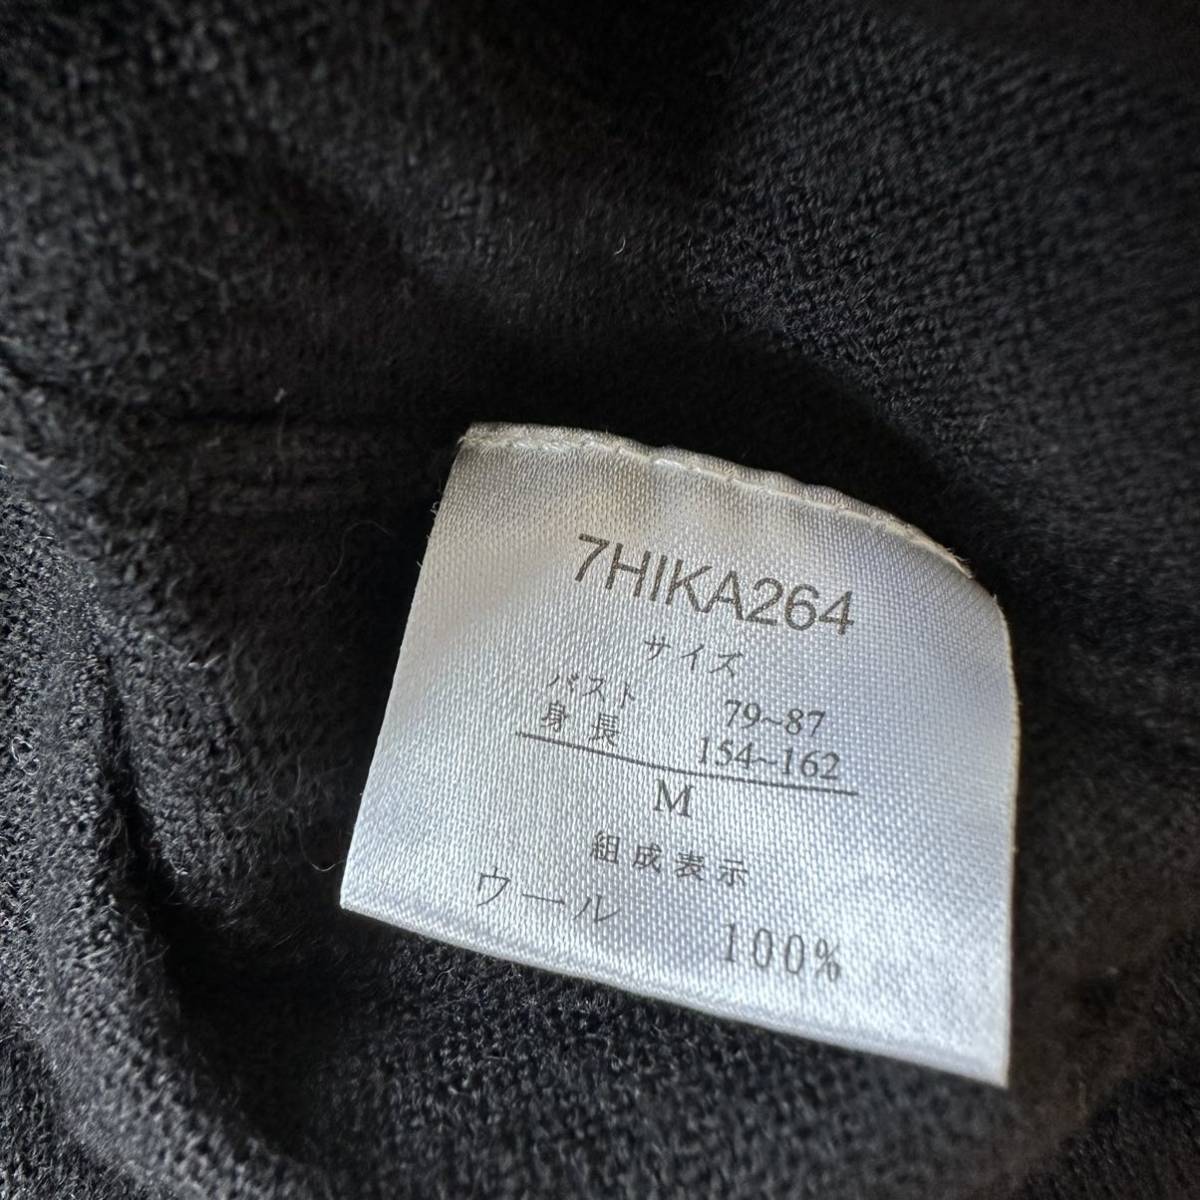 7HIKA264
サイズ
バスト 79~87
身長 154~162
M
組成表示
ウール 100%